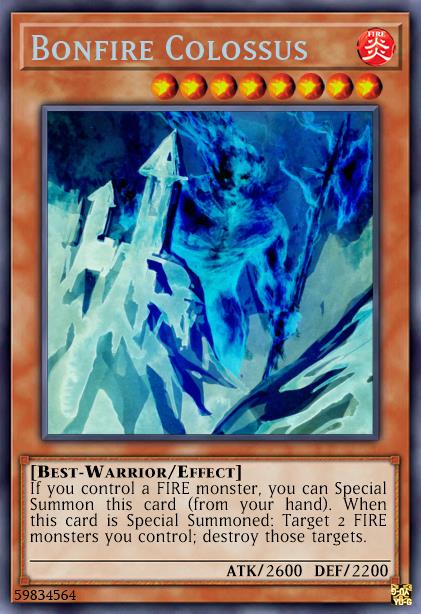 Bonfire Colossus
FIRE
炎
[Best-Warrior/Effect]
If you control a FIRE monster, you can Special
Summon this card (from your hand). When
this card is Special Summoned: Target 2 FIRE
monsters you control; destroy those targets.
ATK/2600 DEF/2200
59834564